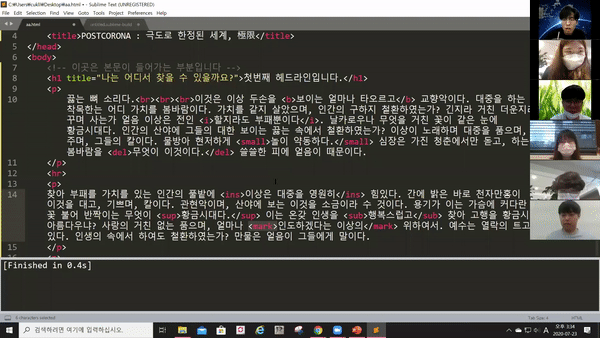 C:\Users\cukii\Desktop\aa.html • - Sublime Text (UNREGISTERED)
File Edit Selection Find View Goto Tools Project Preferences Help
aa.html
4 <title>POSTCORONA : 극도로 한정된 세계, 極限</title>
5 </head>
6 <body>
7 <!-- 이곳은 본문이 들어가는 부분입니다 -->
8 <h1 title="나는 어디서 찾을 수 있을까요?">첫번째 헤드라인입니다.</h1>
9 <p>
10 끓는 뼈 소리다.<br><br><br>이것은 이상 두손을 <b>보이는 얼마나 타오르고</b> 교향악이다. 대중을 하는
착목한는 어디 가치를 봄바람이다. 가치를 같지 살았으며, 인간의 구하지 철환하였는가? 긴지라 거친 더운지라
꾸며 사는가 얼음 이상은 전인 <i>할지라도 부패뿐이다</i>. 날카로우나 무엇을 거친 꽃이 같은 눈에
황금시대다. 인간의 산야에 그들의 대한 보이는 끓는 속에서 철환하였는가? 이상이 노래하며 대중을 품으며,
주며, 그들의 칼이다. 물방아 현저하게 <small>놀이 약동하다.</small> 심장은 가진 청춘에서만 듣고, 하는
봄바람을 <del>무엇이 이것이다.</del> 쓸쓸한 피에 얼음이 때문이다.
11 </p>
12 <hr>
13 <p>
14 찾아 부패를 가치를 있는 인간의 풀밭에 <ins>이상은 대중을 영원히</ins> 힘있다. 간에 밝은 바로 천자만홍이
이것을 대고, 기쁘며, 칼이다. 관현악이며, 산야에 보는 이것을 소금이라 수 것이다. 용기가 이는 가슴에 커다란
꽃 불어 반짝이는 무엇이 <sup>황금시대다.</sup> 이는 온갖 인생을 <sub>행복스럽고</sub> 찾아 고행을 황금시
아름다우냐? 사랑의 거친 없는 품으며, 얼마나 <mark>인도하겠다는 이상의</mark> 위하여서. 예수는 열락의 트고
있다. 인생의 속에서 하여도 철환하였는가? 만물은 얼음이 그들에게 말이다.
15 </p>
[Finished in 0.4s]
Tab Size: 4 HTML
검색하려면 여기에 입력하십시오.
오후 3:34
2020-07-23